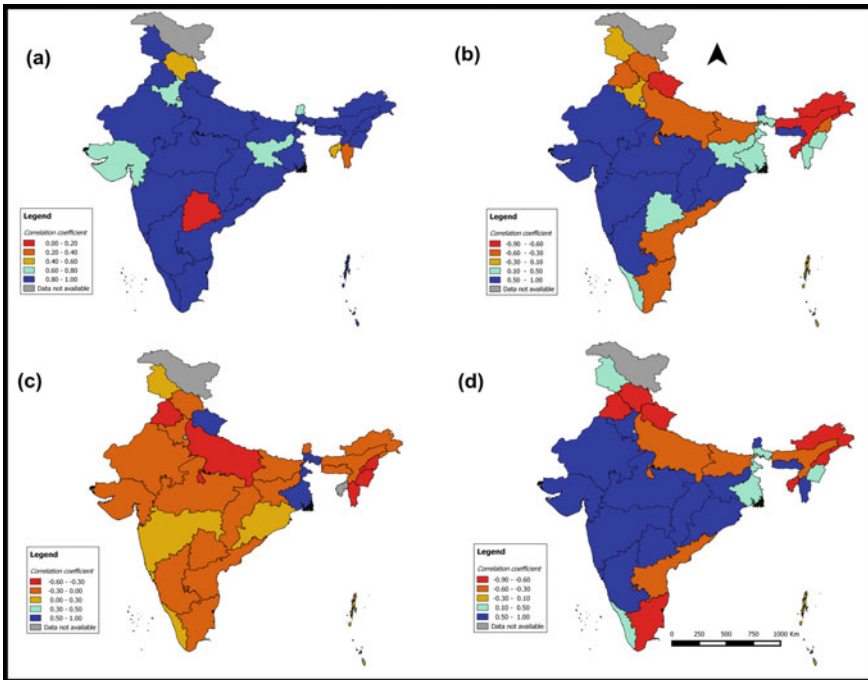 (a)
Legend
Correlation coefficient
0.00 - 0.20
0.20 - 0.40
0.40 - 0.60
0.60 - 0.80
0.80 - 1.00
Data not available
(b)
Legend
Correlation coefficient
-0.90 - -0.60
-0.60 - -0.30
-0.30 - 0.10
0.10 - 0.50
0.50 - 1.00
Data not available
(c)
Legend
Correlation coefficient
-0.60 - -0.30
-0.30 - 0.00
0.00 - 0.30
0.30 - 0.50
0.50 - 1.00
Data not available
(d)
Legend
Correlation coefficient
-0.90 - -0.60
-0.60 - -0.30
-0.30 - 0.10
0.10 - 0.50
0.50 - 1.00
Data not available
0 250 500 750 1000 Km